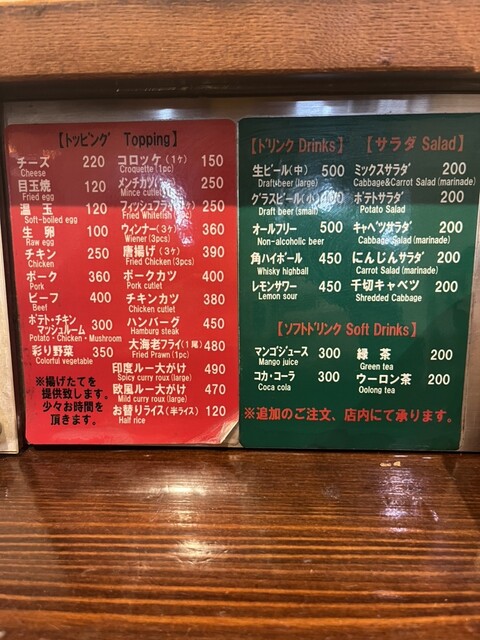 【トッピング Topping】
チーズ 220
Cheese
目玉焼 120
Fried egg
温玉 120
Soft-boiled egg
生卵 100
Raw egg
チキン 250
Chicken
ポーク 360
Pork
ビーフ 400
Beef
ポテト・チキン
マッシュルーム 300
Potato・Chicken・Mushroom
彩り野菜 350
Colorful vegetable
※揚げたてを
提供致します。
少々お時間を
頂きます。
コロッケ(1ケ) 150
Croquette(1pc)
メンチカツ(1ケ) 250
Mince cutlet
フィッシュフライ(2ケ) 250
Fried Whitefish
ウィンナー(3ケ) 360
Wiener(3pcs)
唐揚げ(3ケ) 390
Fried Chicken(3pcs)
ポークカツ 400
Pork cutlet
チキンカツ 380
Chicken cutlet
ハンバーグ 450
Hamburg steak
大海老フライ(1尾) 480
Fried Prawn(1pc)
印度ルー大がけ 490
Spicy curry roux(large)
欧風ルー大がけ 470
Mild curry roux(large)
お替りライス(半ライス) 120
Half rice
【ドリンク Drinks】
生ビール(中) 500
Draft beer(large)
グラスビール(小) 400
Draft beer(small)
オールフリー 500
Non-alcoholic beer
角ハイボール 450
Whisky highball
レモンサワー 450
Lemon sour
【サラダ Salad】
ミックスサラダ 200
Cabbage&Carrot Salad(marinade)
ポテトサラダ 200
Potato Salad
キャベツサラダ 200
Cabbage Salad(marinade)
にんじんサラダ 200
Carrot Salad(marinade)
千切キャベツ 200
Shredded Cabbage
【ソフトドリンク Soft Drinks】
マンゴジュース 300
Mango juice
コカ・コーラ 300
Coca cola
緑茶 200
Green tea
ウーロン茶 200
Oolong tea
※追加のご注文、店内にて承ります。